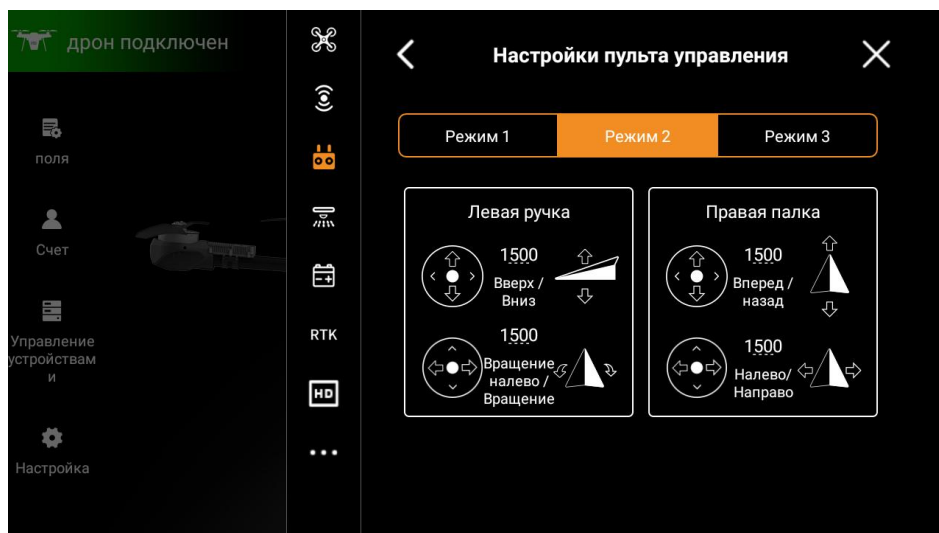 дрон подключен
поля
Счет
Управление
устройствам
и
Настройка
RTK
HD
Настройки пульта управления
Режим 1
Режим 2
Режим 3
Левая ручка
1500
Вверх /
Вниз
1500
Вращение
налево /
Вращение
Правая палка
1500
Вперед /
назад
1500
Налево/
Направо